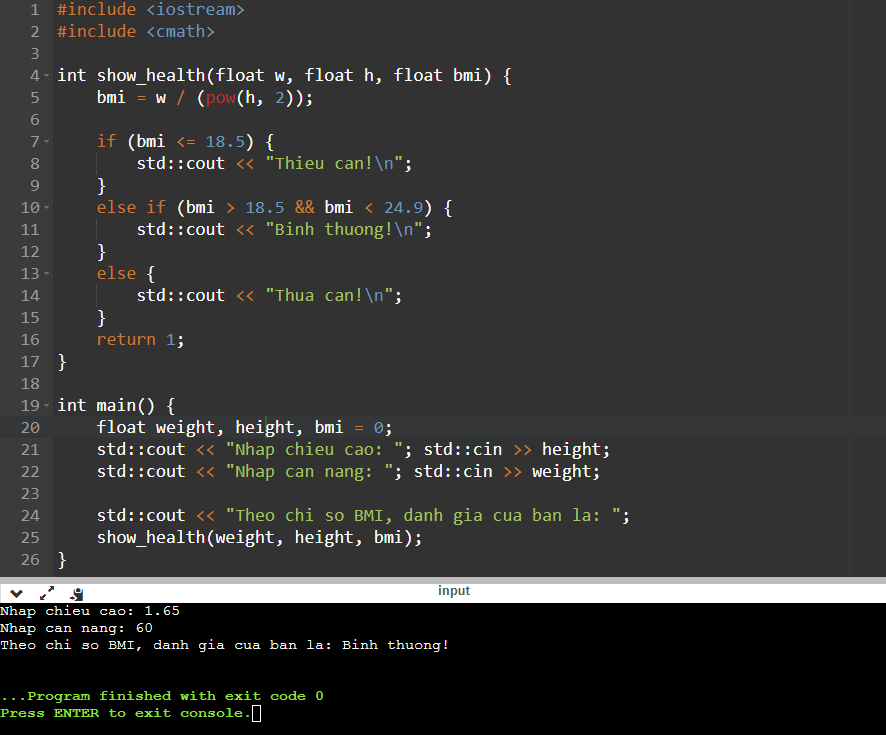 1 #include <iostream>
2 #include <cmath>
3
4 int show_health(float w, float h, float bmi) {
5     bmi = w / (pow(h, 2));
6
7     if (bmi <= 18.5) {
8         std::cout << "Thieu can!\n";
9     }
10     else if (bmi > 18.5 && bmi < 24.9) {
11         std::cout << "Binh thuong!\n";
12     }
13     else {
14         std::cout << "Thua can!\n";
15     }
16     return 1;
17 }
18
19 int main() {
20     float weight, height, bmi = 0;
21     std::cout << "Nhap chieu cao: "; std::cin >> height;
22     std::cout << "Nhap can nang: "; std::cin >> weight;
23
24     std::cout << "Theo chi so BMI, danh gia cua ban la: ";
25     show_health(weight, height, bmi);
26 }
input
Nhap chieu cao: 1.65
Nhap can nang: 60
Theo chi so BMI, danh gia cua ban la: Binh thuong!
...Program finished with exit code 0
Press ENTER to exit console.